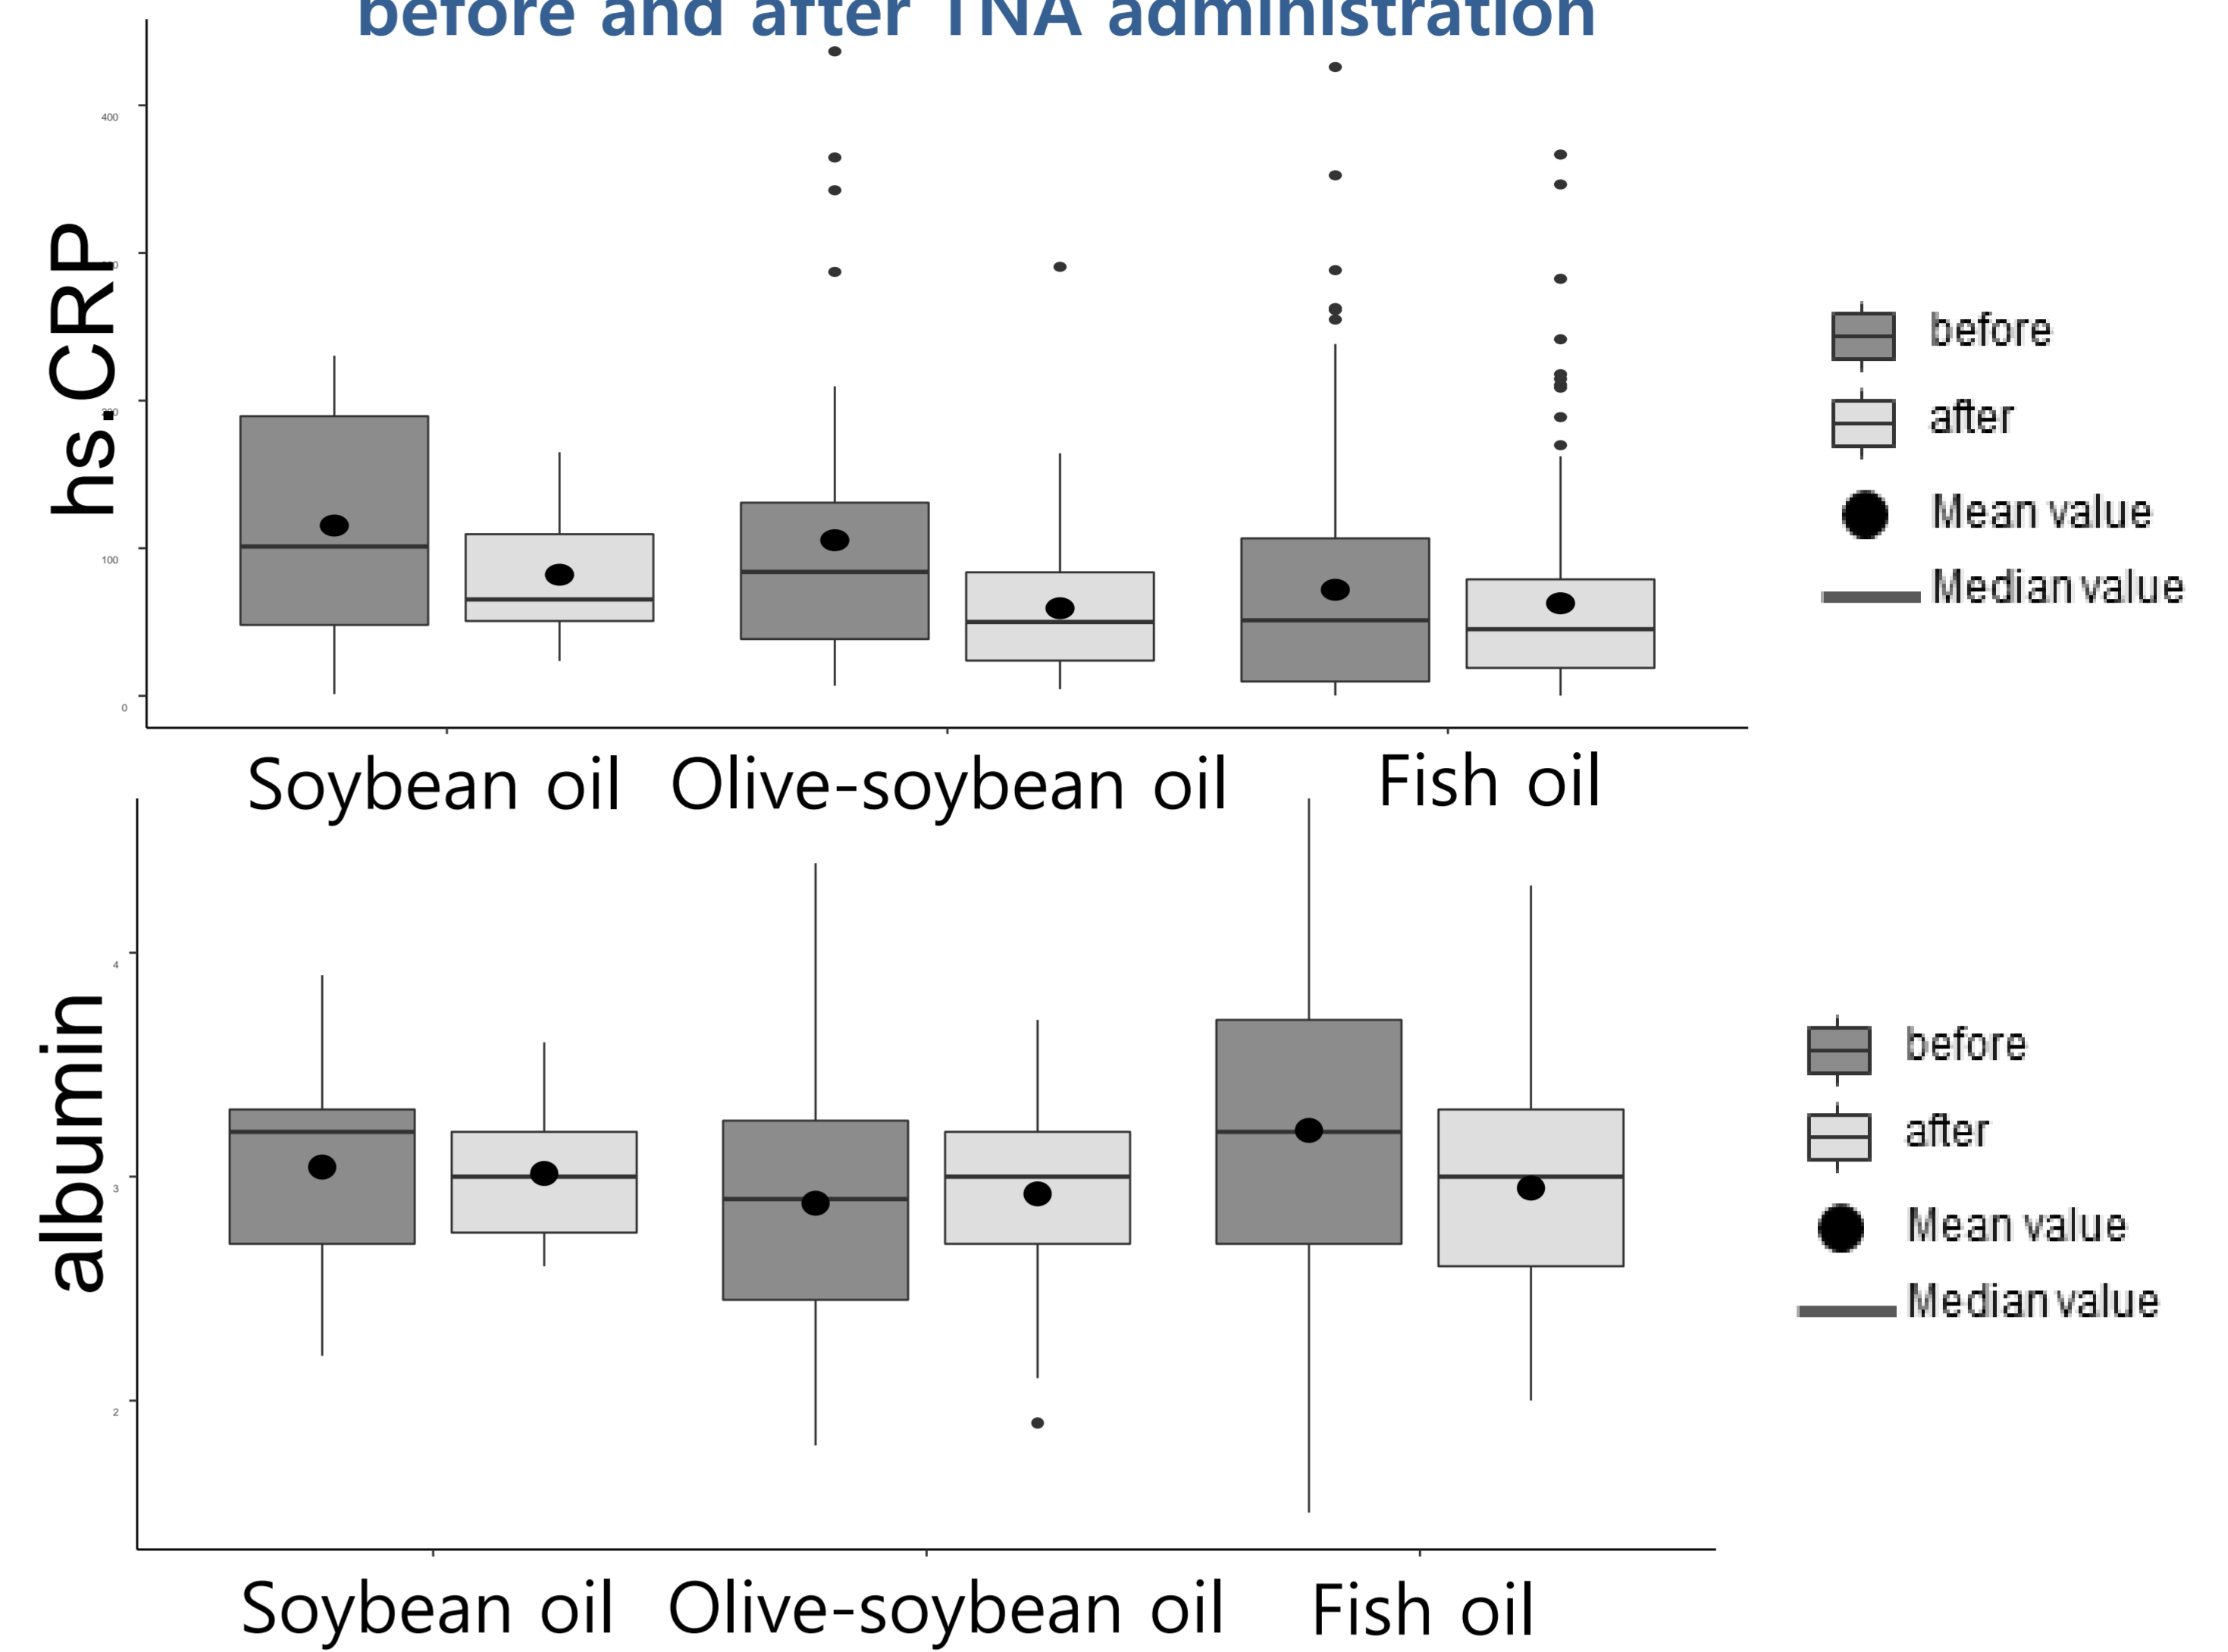 before and after TNA administration
hs.CRP
400
100
0
before
after
Mean value
Median value
Soybean oil Olive-soybean oil Fish oil
albumin
4
3
2
before
after
Mean value
Median value
Soybean oil Olive-soybean oil Fish oil